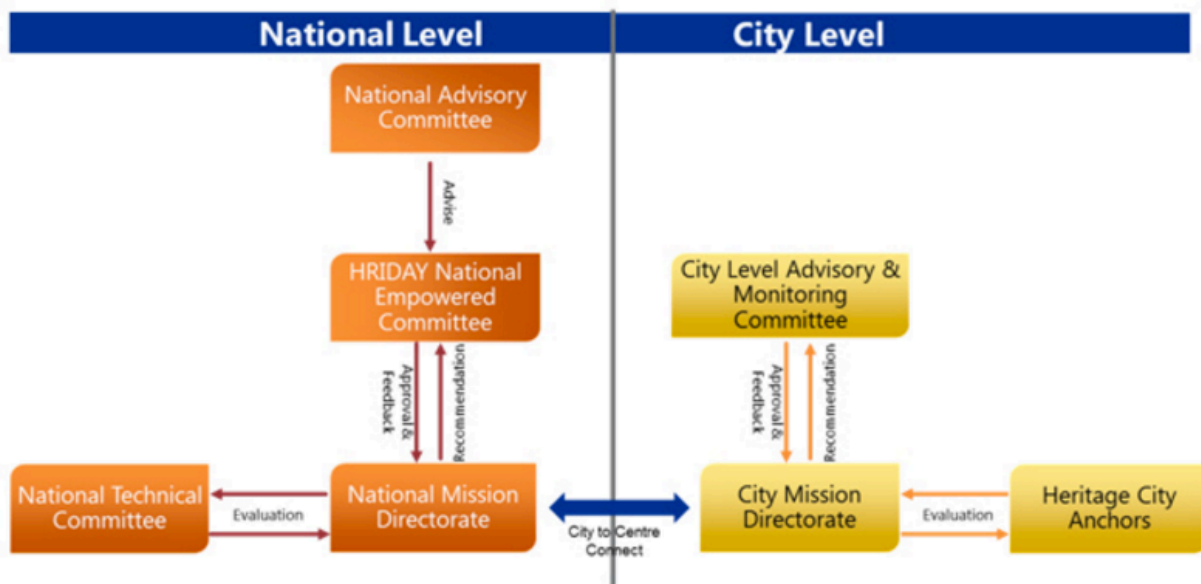 National Level
City Level
National Advisory
Committee
Advise
HRIDAY National
Empowered
Committee
City Level Advisory &
Monitoring
Committee
Approval &
Feedback
Recommendation
Approval &
Feedback
Recommendation
National Technical
Committee
Evaluation
National Mission
Directorate
City to Centre
Connect
City Mission
Directorate
Evaluation
Heritage City
Anchors